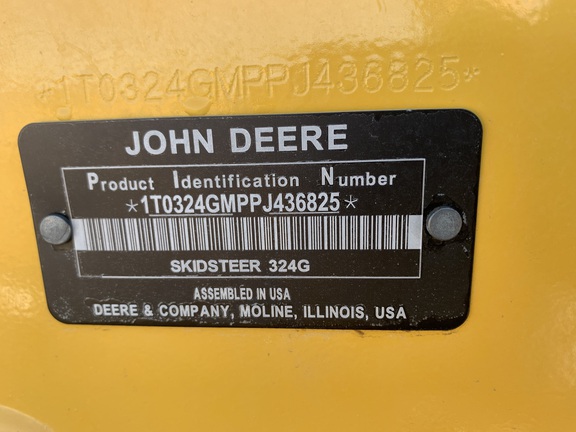 *1T0324GMPPJ436825*
JOHN DEERE
Product Identification Number
*1T0324GMPPJ436825*
SKIDSTEER 324G
ASSEMBLED IN USA
DEERE & COMPANY, MOLINE, ILLINOIS, USA